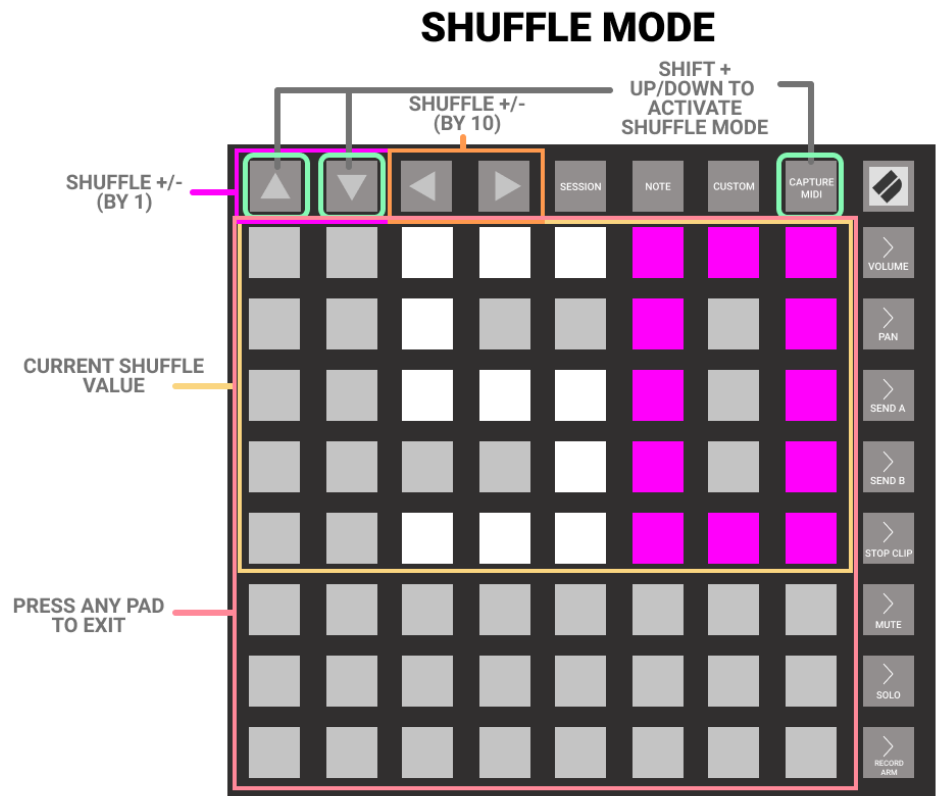 SHUFFLE MODE
SHIFT +
UP/DOWN TO
ACTIVATE
SHUFFLE MODE
SHUFFLE +/-
(BY 10)
SHUFFLE +/-
(BY 1)
SESSION
NOTE
CUSTOM
CAPTURE
MIDI
VOLUME
PAN
CURRENT SHUFFLE
VALUE
SEND A
SEND B
STOP CLIP
PRESS ANY PAD
TO EXIT
MUTE
SOLO
RECORD
ARM